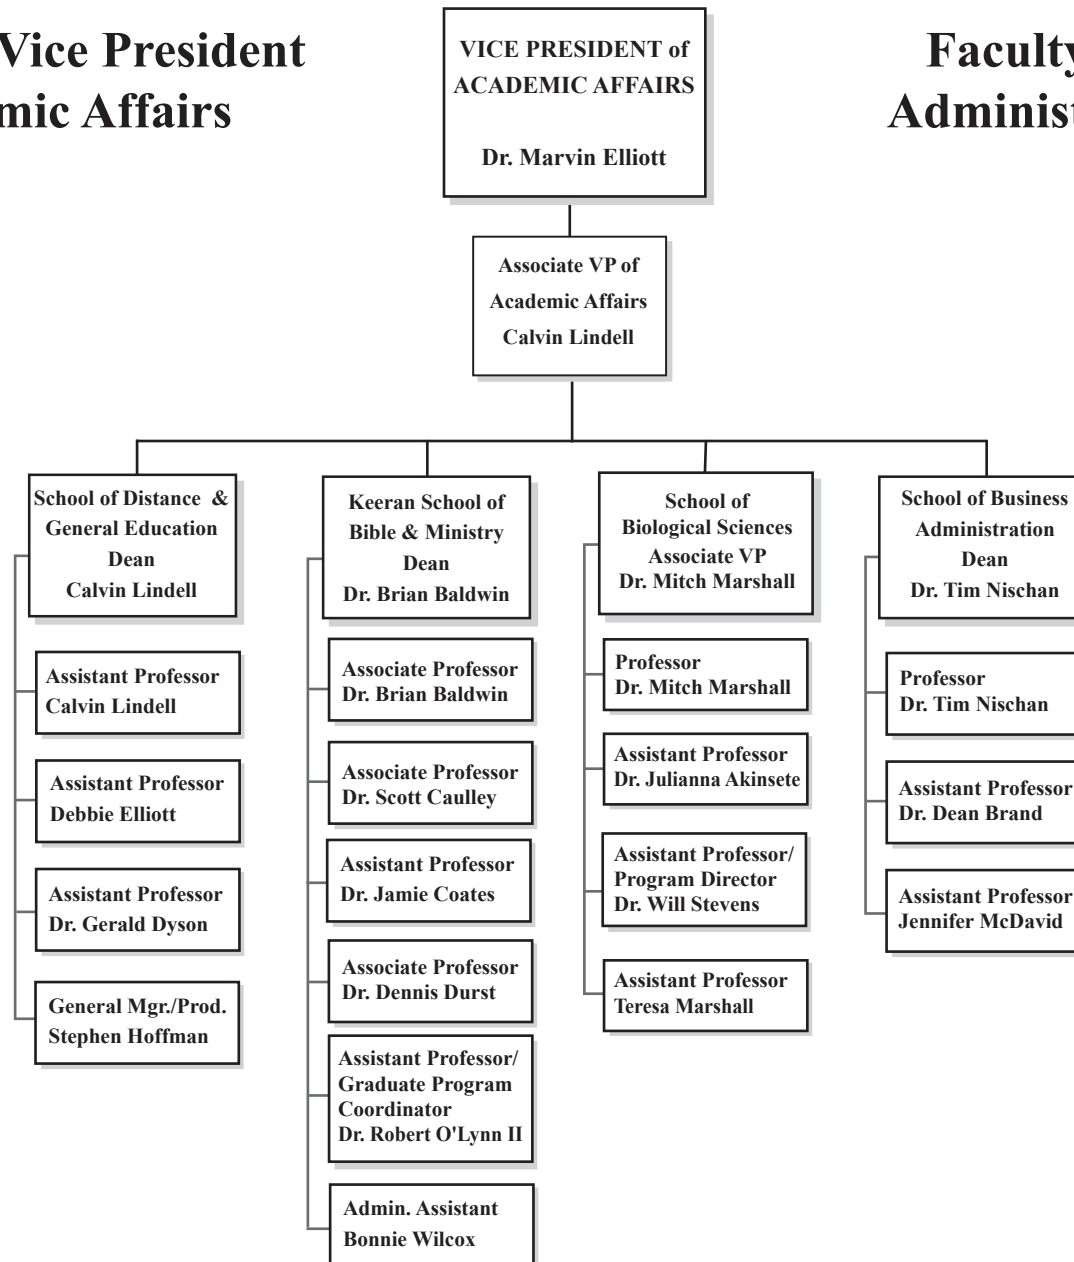 Vice President
mic Affairs
Faculty
Administ
VICE PRESIDENT of
ACADEMIC AFFAIRS
Dr. Marvin Elliott
Associate VP of
Academic Affairs
Calvin Lindell
School of Distance &
General Education
Dean
Calvin Lindell
Assistant Professor
Calvin Lindell
Assistant Professor
Debbie Elliott
Assistant Professor
Dr. Gerald Dyson
General Mgr./Prod.
Stephen Hoffman
Keeran School of
Bible & Ministry
Dean
Dr. Brian Baldwin
Associate Professor
Dr. Brian Baldwin
Associate Professor
Dr. Scott Caulley
Assistant Professor
Dr. Jamie Coates
Associate Professor
Dr. Dennis Durst
Assistant Professor/
Graduate Program
Coordinator
Dr. Robert O'Lynn II
Admin. Assistant
Bonnie Wilcox
School of
Biological Sciences
Associate VP
Dr. Mitch Marshall
Professor
Dr. Mitch Marshall
Assistant Professor
Dr. Julianna Akinsete
Assistant Professor/
Program Director
Dr. Will Stevens
Assistant Professor
Teresa Marshall
School of Business
Administration
Dean
Dr. Tim Nischan
Professor
Dr. Tim Nischan
Assistant Professor
Dr. Dean Brand
Assistant Professor
Jennifer McDavid